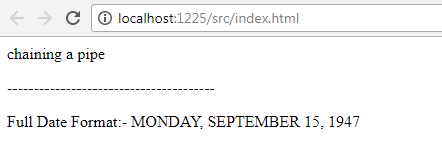 localhost:1225/src/index.html
chaining a pipe
---------------------------------------
Full Date Format:- MONDAY, SEPTEMBER 15, 1947